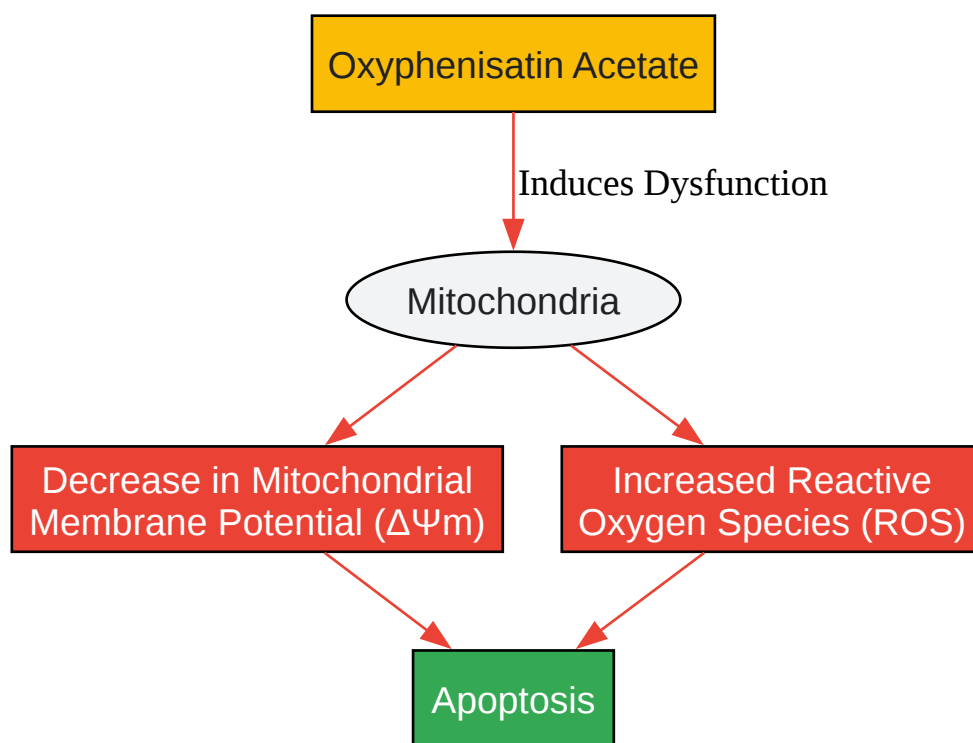 Oxyphenisatin Acetate
Induces Dysfunction
Mitochondria
Decrease in Mitochondrial
Membrane Potential (ΔΨm)
Increased Reactive
Oxygen Species (ROS)
Apoptosis